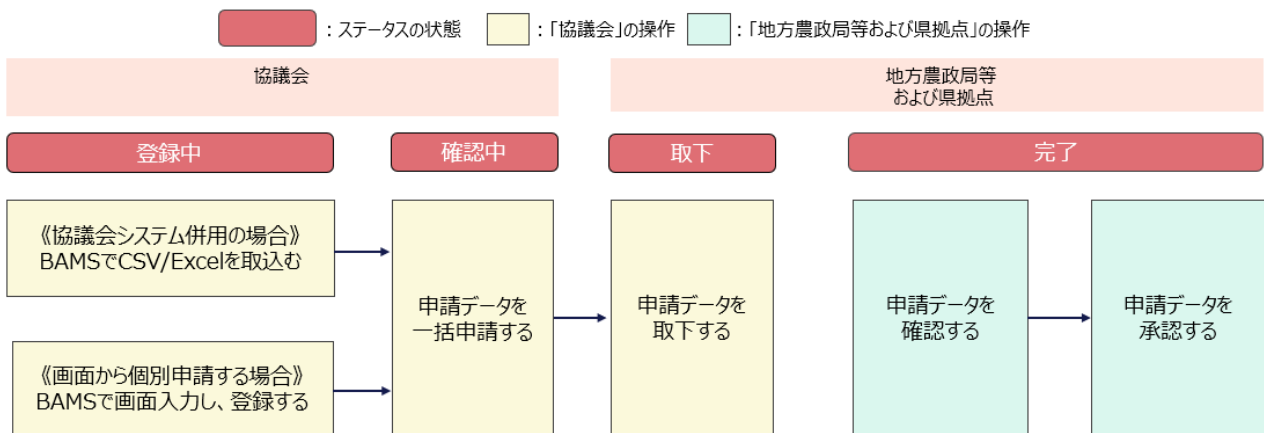 ：ステータスの状態
：「協議会」の操作
：「地方農政局等および県拠点」の操作
協議会
地方農政局等
および県拠点
登録中
確認中
取下
完了
《協議会システム併用の場合》
BAMSでCSV/Excelを取込む
《画面から個別申請する場合》
BAMSで画面入力し、登録する
申請データを
一括申請する
申請データを
取下する
申請データを
確認する
申請データを
承認する